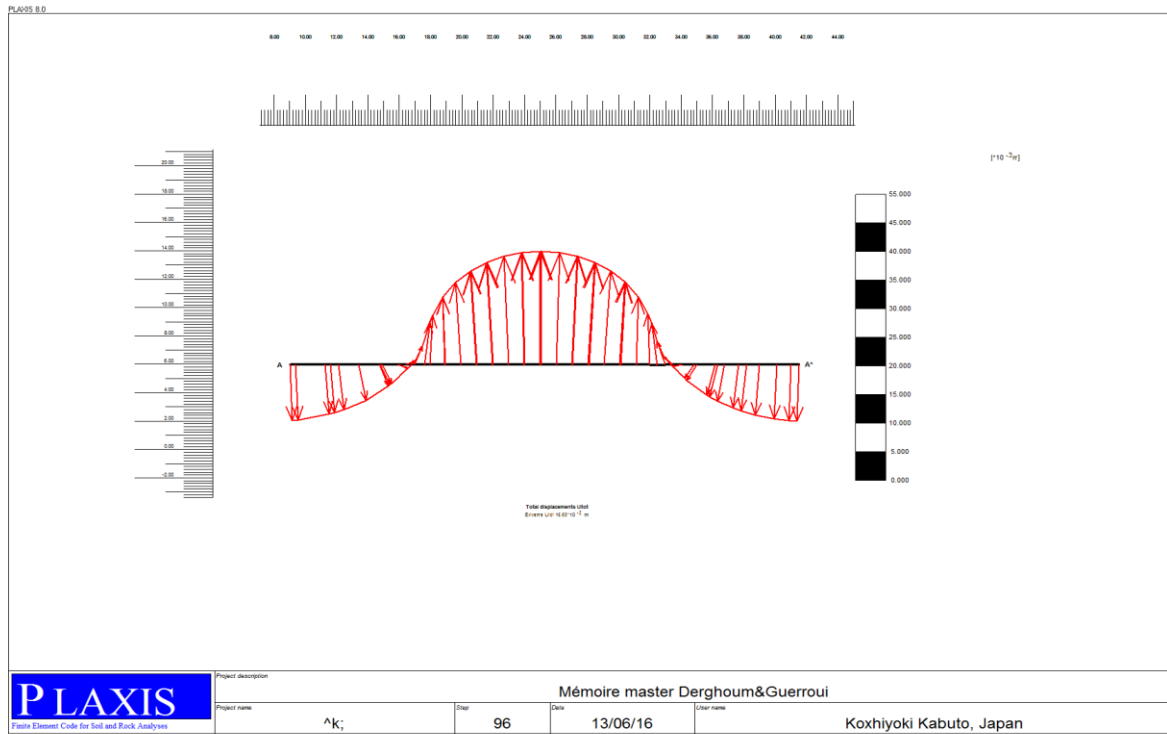 PLAXIS 8.0
8.00 10.00 12.00 14.00 16.00 18.00 20.00 22.00 24.00 26.00 28.00 30.00 32.00 34.00 36.00 38.00 40.00 42.00 44.00
[*10 -3m]
20.00
18.00
16.00
14.00
12.00
10.00
8.00
6.00
4.00
2.00
0.00
-2.00
A
A*
55.000
45.000
40.000
35.000
30.000
25.000
20.000
15.000
10.000
5.000
0.000
Total displacements Utot
PLAXIS
Finite Element Code for Soil and Rock Analyses
Project description
Mémoire master Derghoum&Guerroui
Project name
^k;
Step
96
Date
13/06/16
User name
Koxhiyoki Kabuto, Japan